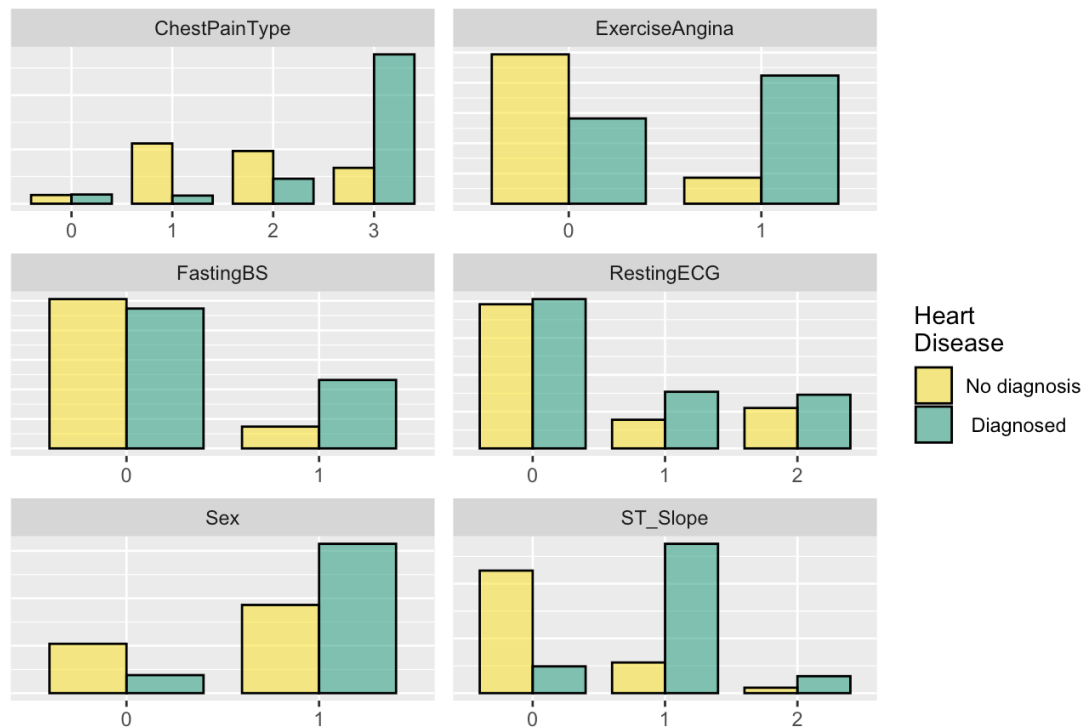 ChestPainType
ExerciseAngina
0 1 2 3
0 1
FastingBS
RestingECG
0 1
0 1 2
Sex
ST_Slope
0 1
0 1 2
Heart
Disease
No diagnosis
Diagnosed